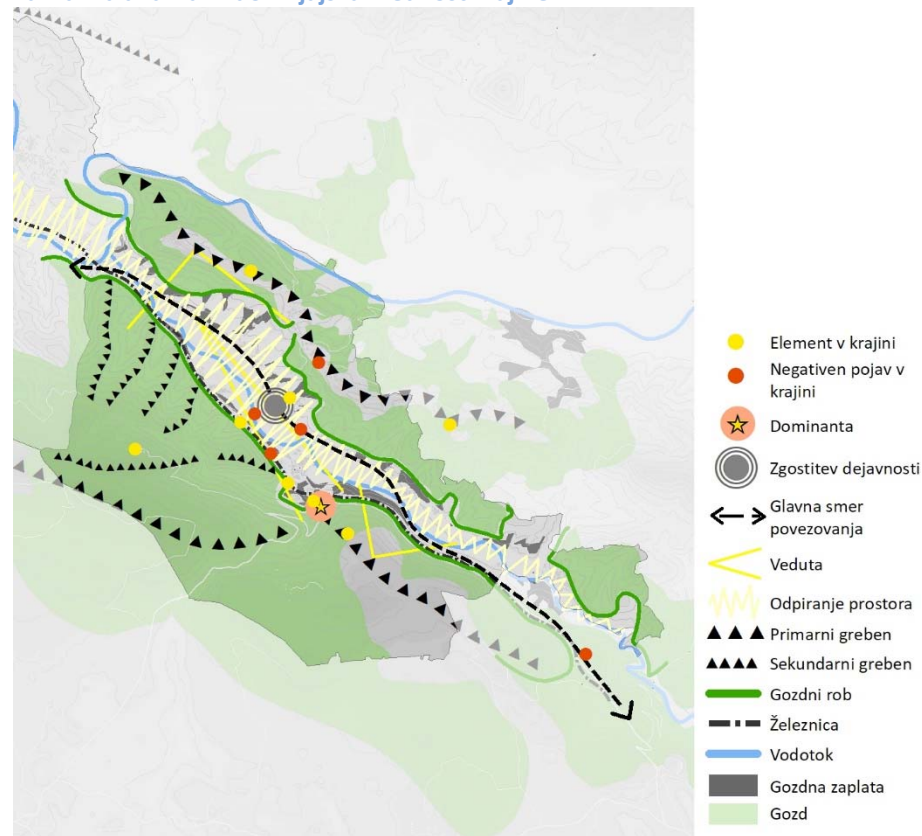 Element v krajini
Negativen pojav v
krajini
Dominanta
Zgostitev dejavnosti
Glavna smer
povezovanja
Veduta
Odpiranje prostora
Primarni greben
Sekundarni greben
Gozdni rob
Železnica
Vodotok
Gozdna zaplata
Gozd